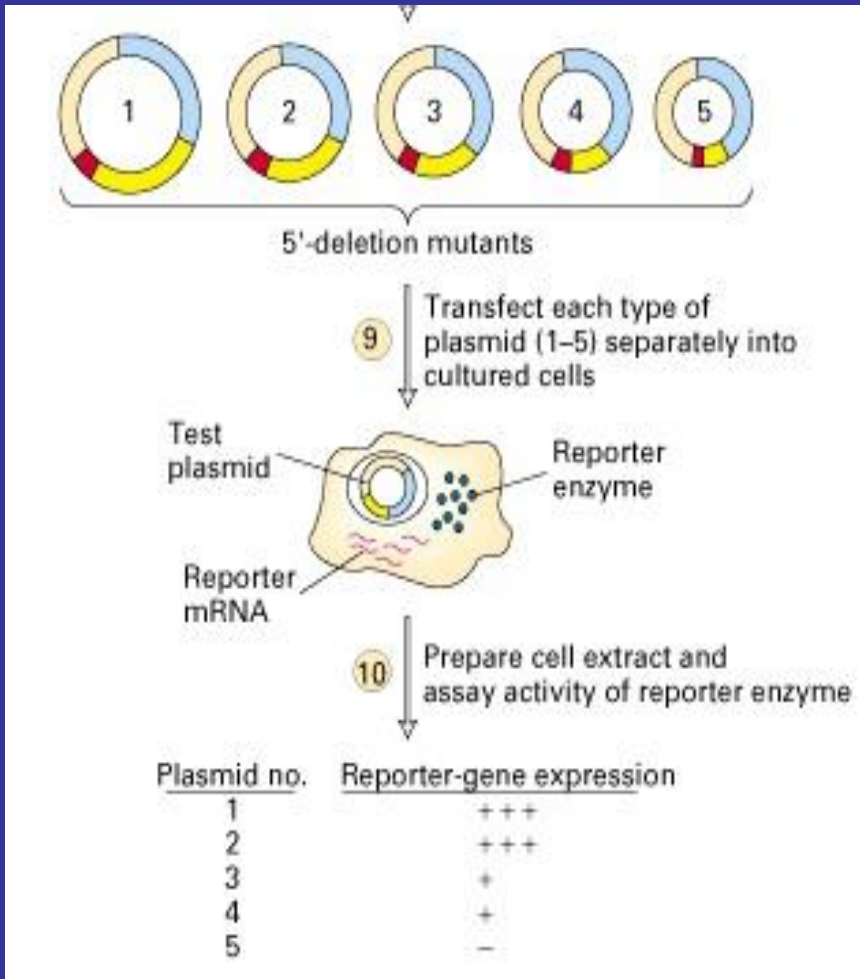 1 2 3 4 5
5'-deletion mutants
9
Transfect each type of
plasmid (1–5) separately into
cultured cells
Test
plasmid
Reporter
enzyme
Reporter
mRNA
10
Prepare cell extract and
assay activity of reporter enzyme
Plasmid no. Reporter-gene expression
1 +++
2 +++
3 +
4 +
5 –